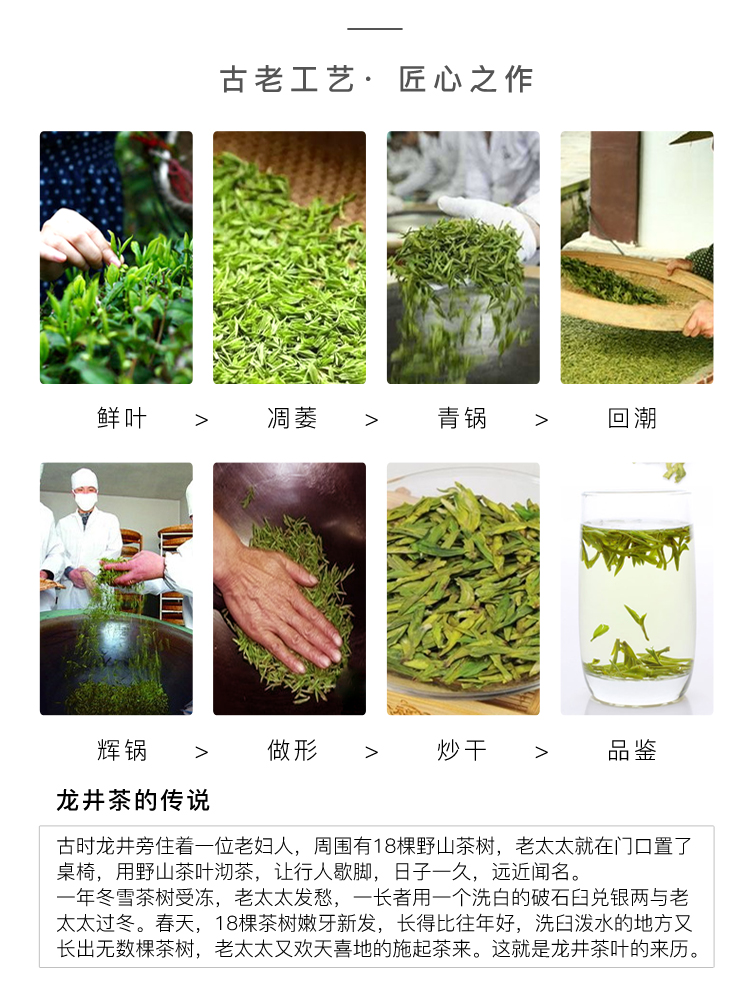 古老工艺· 匠心之作
鲜叶 > 凋萎 > 青锅 > 回潮
辉锅 > 做形 > 炒干 > 品鉴
龙井茶的传说
古时龙井旁住着一位老妇人，周围有18棵野山茶树，老太太就在门口置了
桌椅，用野山茶叶沏茶，让行人歇脚，日子一久，远近闻名。
一年冬雪茶树受冻，老太太发愁，一长者用一个洗白的破石臼兑银两与老
太太过冬。春天，18棵茶树嫩牙新发，长得比往年好，洗臼泼水的地方又
长出无数棵茶树，老太太又欢天喜地的施起茶来。这就是龙井茶叶的来历。